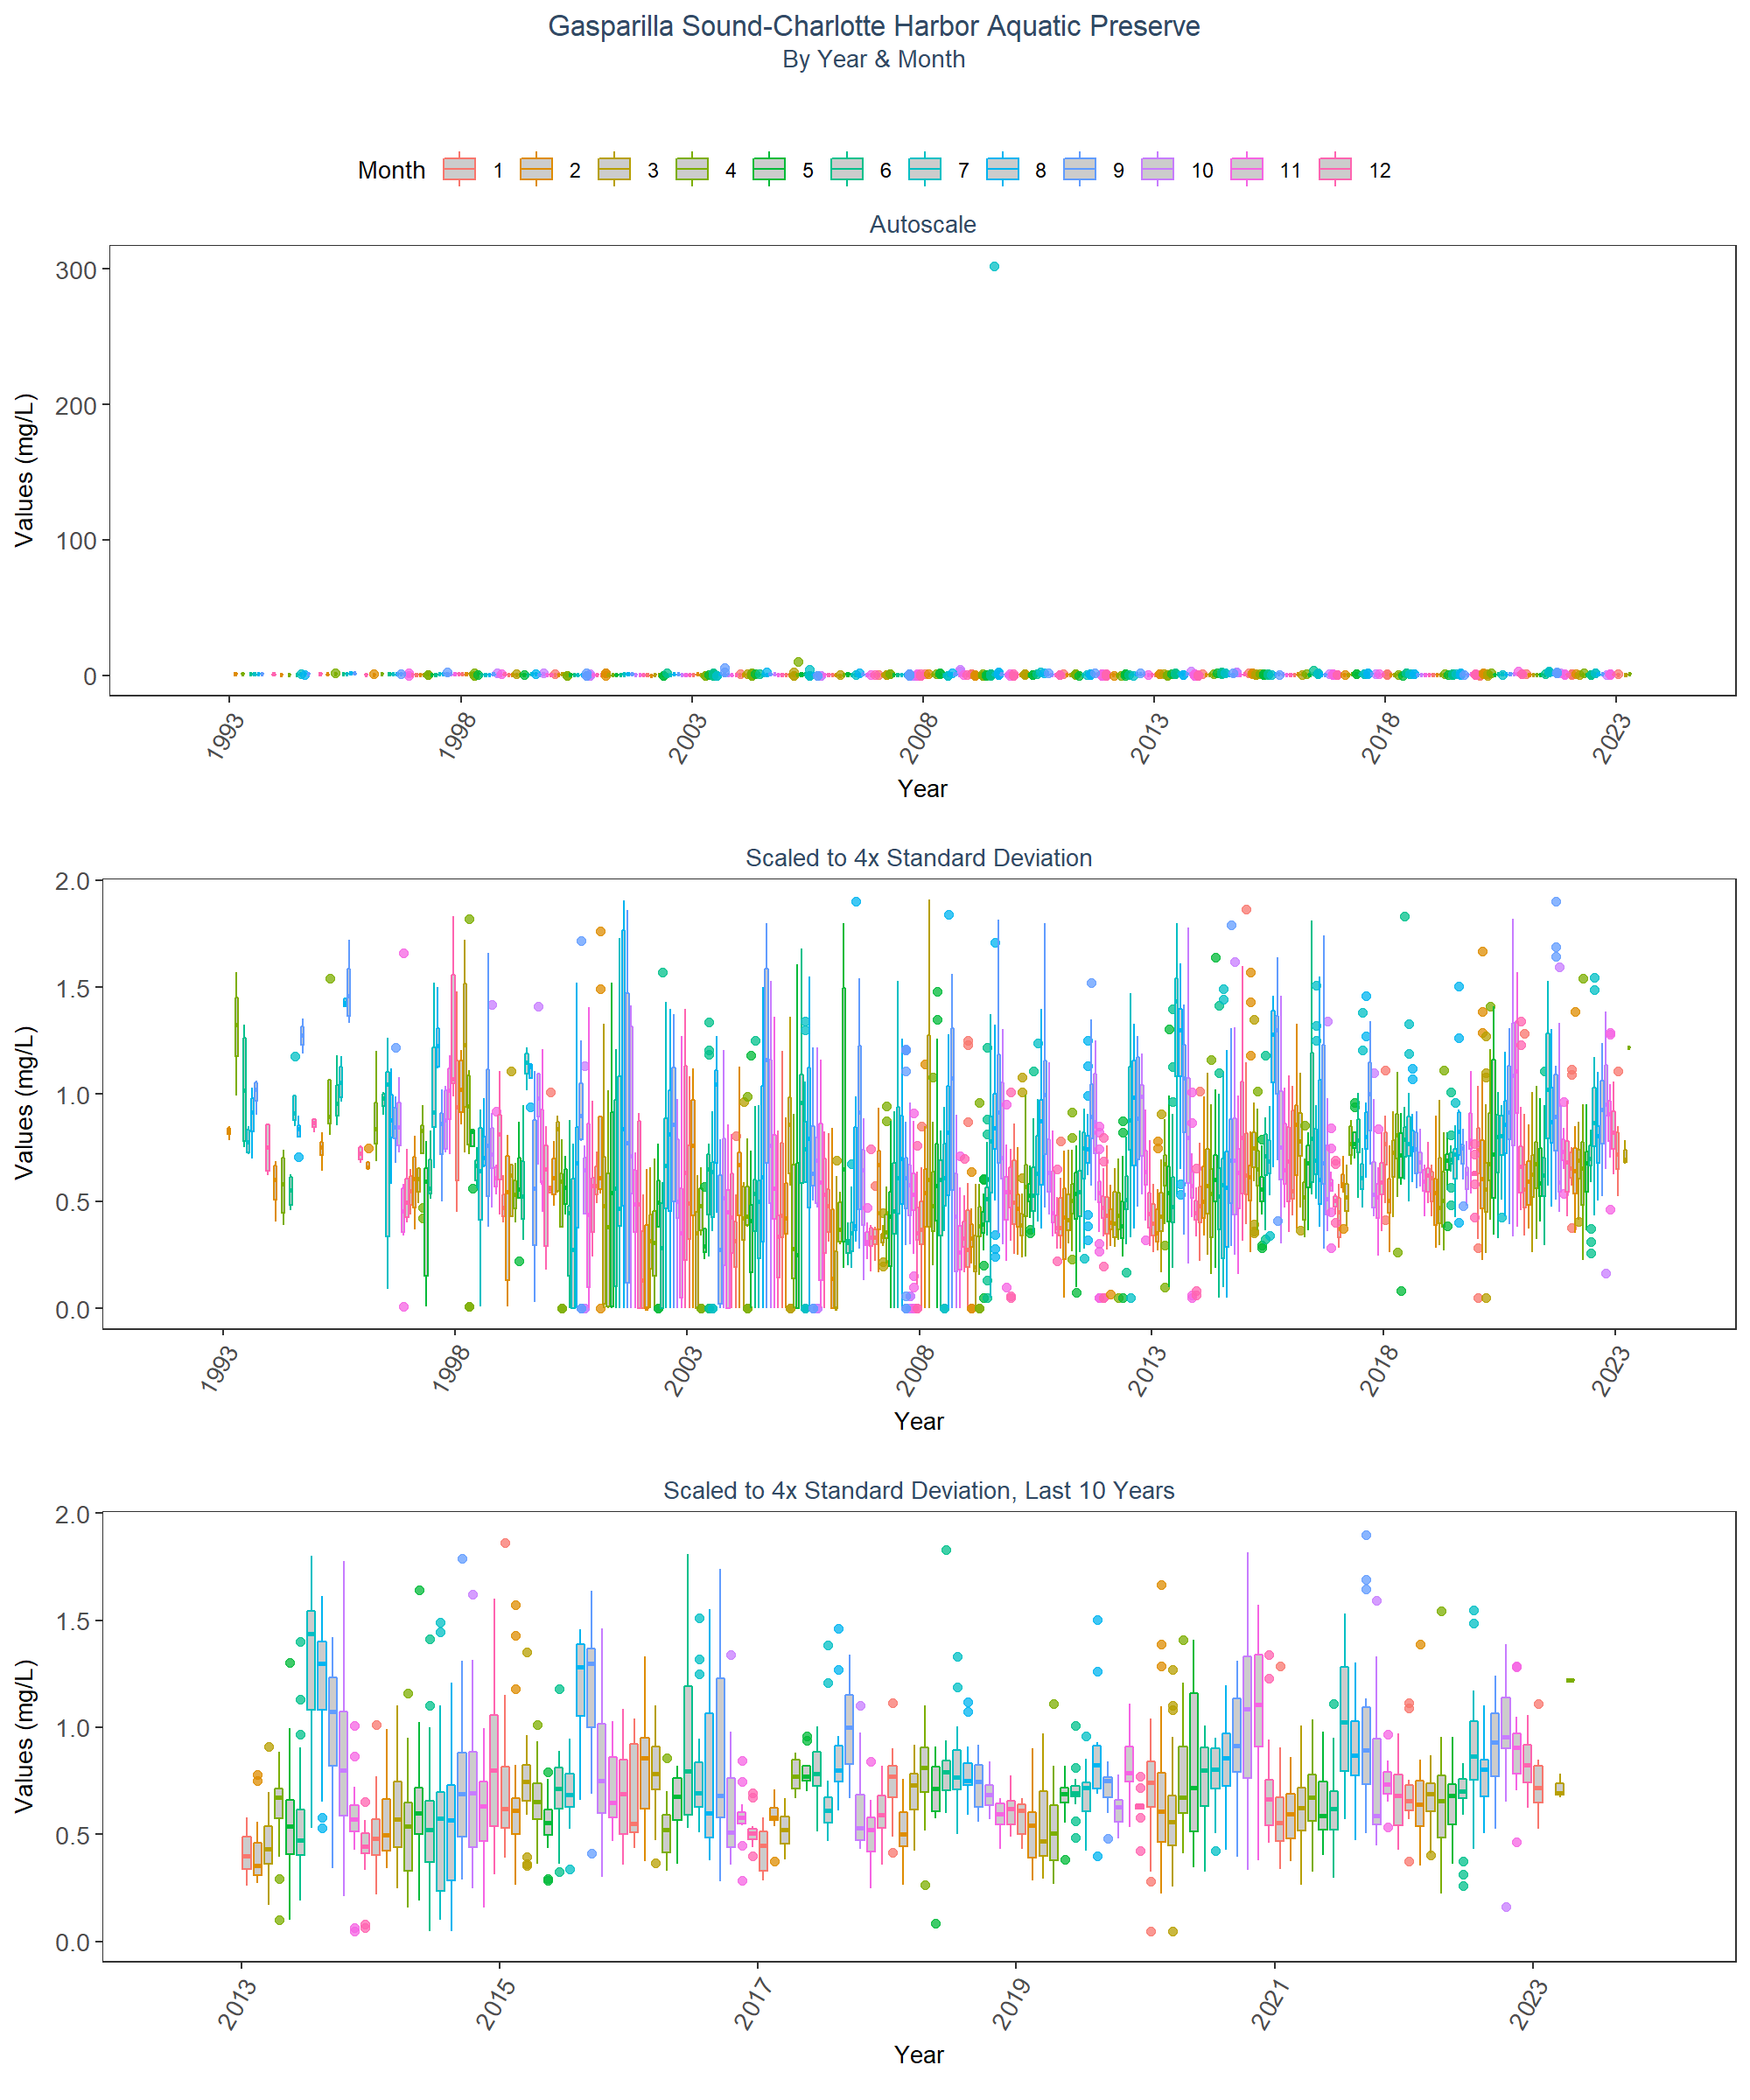 Gasparilla Sound-Charlotte Harbor Aquatic Preserve
By Year & Month
Month 1 2 3 4 5 6 7 8 9 10 11 12
Autoscale
Values (mg/L)
300
200
100
0
1993 1998 2003 2008 2013 2018 2023
Year
Scaled to 4x Standard Deviation
Values (mg/L)
2.0
1.5
1.0
0.5
0.0
1993 1998 2003 2008 2013 2018 2023
Year
Scaled to 4x Standard Deviation, Last 10 Years
Values (mg/L)
2.0
1.5
1.0
0.5
0.0
2013 2015 2017 2019 2021 2023
Year